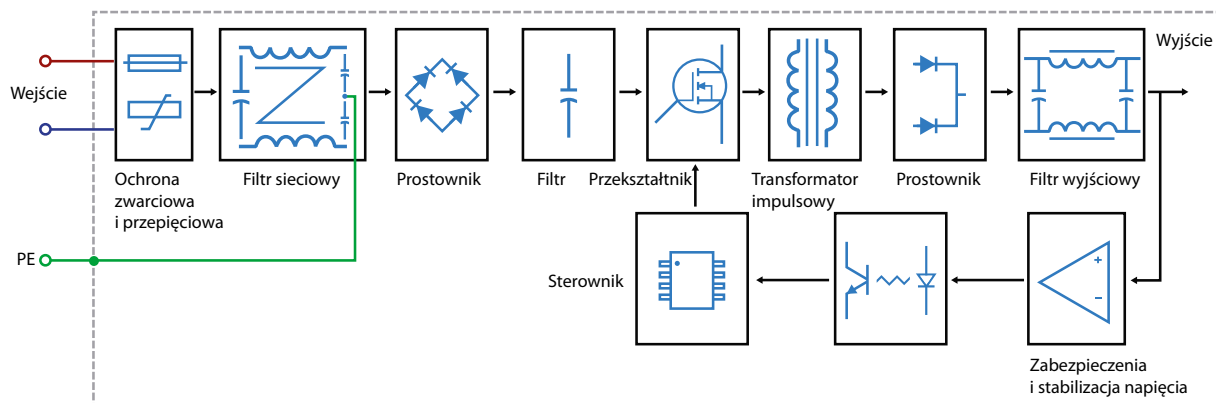 Wyjście
Wejście
Ochrona
zwarciowa
i przepięciowa
Filtr sieciowy
Prostownik
Filtr
Przekształtnik
Transformator
impulsowy
Prostownik
Filtr wyjściowy
PE
Sterownik
+
−
Zabezpieczenia
i stabilizacja napięcia